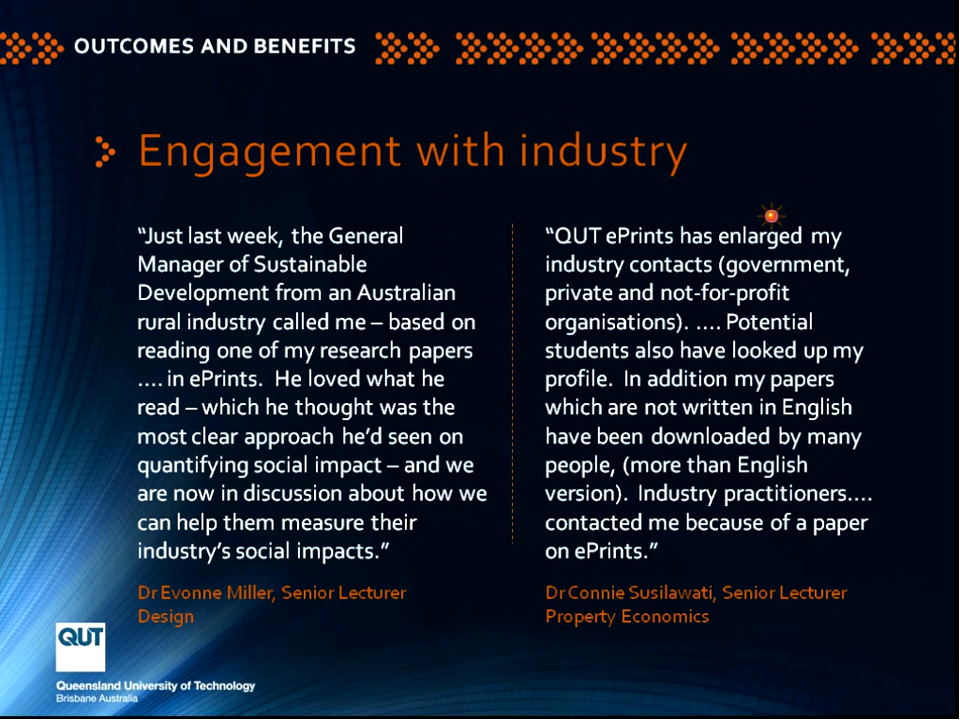 OUTCOMES AND BENEFITS
Engagement with industry
“Just last week, the General
Manager of Sustainable
Development from an Australian
rural industry called me – based on
reading one of my research papers
…. in ePrints.  He loved what he
read – which he thought was the
most clear approach he’d seen on
quantifying social impact – and we
are now in discussion about how we
can help them measure their
industry’s social impacts.”
Dr Evonne Miller, Senior Lecturer
Design
“QUT ePrints has enlarged my
industry contacts (government,
private and not-for-profit
organisations). …. Potential
students also have looked up my
profile.  In addition my papers
which are not written in English
have been downloaded by many
people, (more than English
version).  Industry practitioners….
contacted me because of a paper
on ePrints.”
Dr Connie Susilawati, Senior Lecturer
Property Economics
QUT
Queensland University of Technology
Brisbane Australia